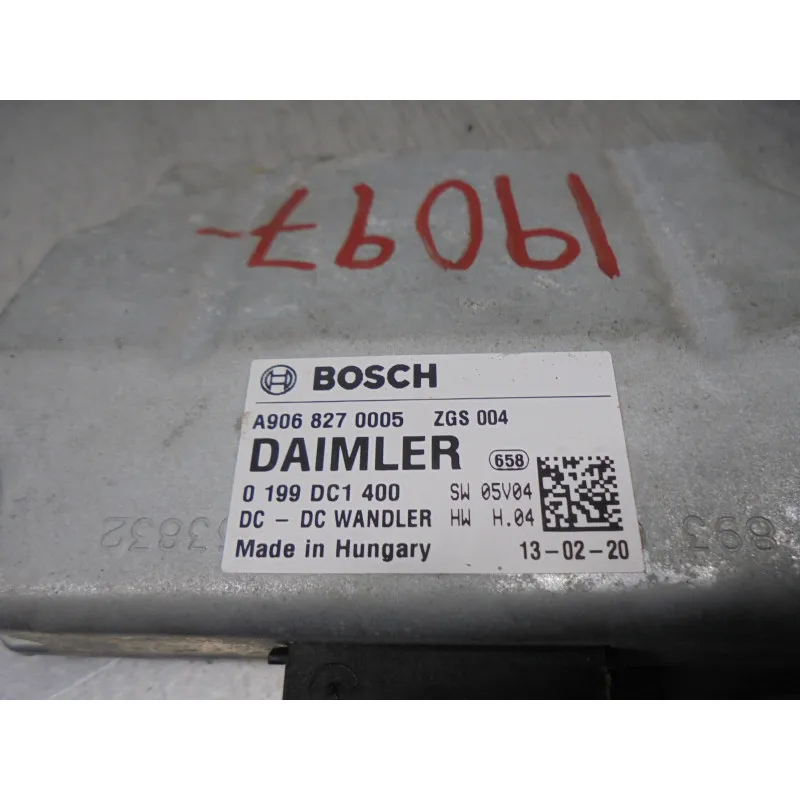 19097-
BOSCH
A906 827 0005 ZGS 004
DAIMLER 658
0 199 DC1 400 SW 05V04
DC - DC WANDLER HW H.04
Made in Hungary 13-02-20